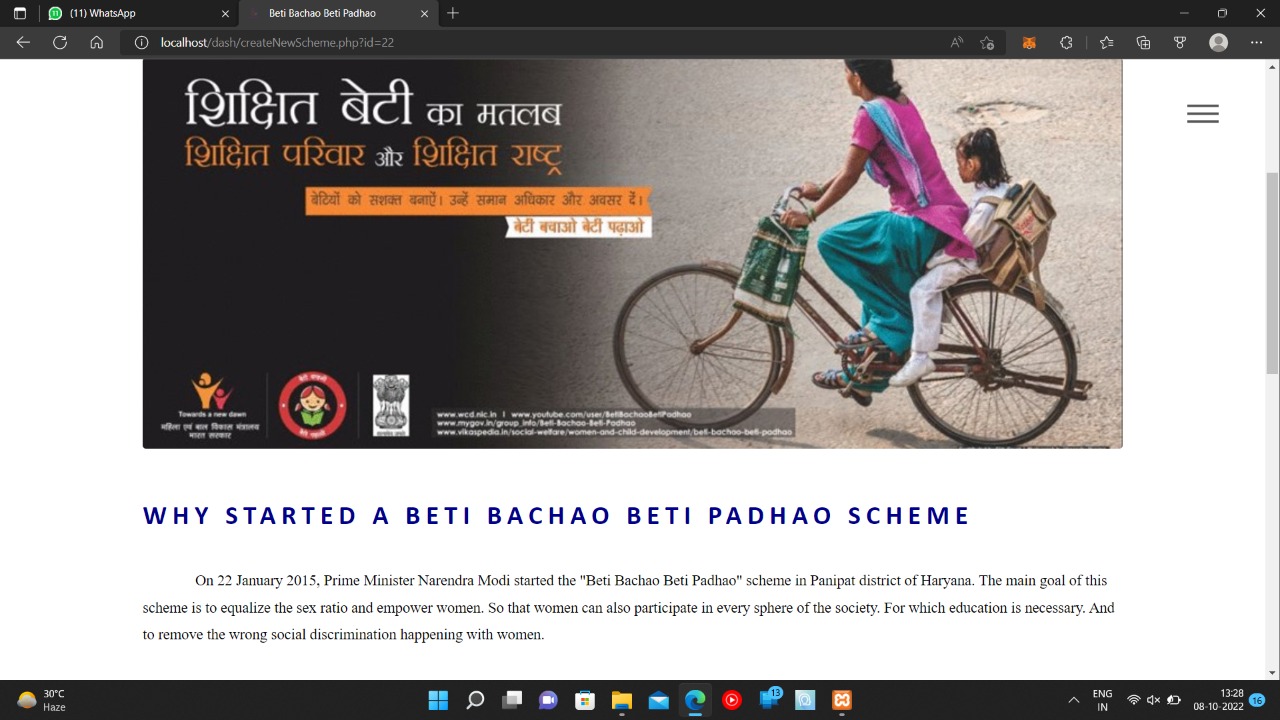 (11) WhatsApp
Beti Bachao Beti Padhao
localhost/dash/createNewScheme.php?id=22
शिक्षित बेटी का मतलब
शिक्षित परिवार और शिक्षित राष्ट्र
बेटियों को सशक्त बनाएँ। उन्हें समान अधिकार और अवसर दें।
बेटी बचाओ बेटी पढ़ाओ
Towards a new dawn
महिला एवं बाल विकास मंत्रालय
भारत सरकार
बेटी बचाओ
बेटी पढ़ाओ
www.wcd.nic.in | www.youtube.com/user/BetiBachaoBetiPadhao
www.mygov.in/group_info/Beti-Bachao-Beti-Padhao
www.vikaspedia.in/social-welfare/women-and-child-development/beti-bachao-beti-padhao
WHY STARTED A BETI BACHAO BETI PADHAO SCHEME
On 22 January 2015, Prime Minister Narendra Modi started the "Beti Bachao Beti Padhao" scheme in Panipat district of Haryana. The main goal of this
scheme is to equalize the sex ratio and empower women. So that women can also participate in every sphere of the society. For which education is necessary. And
to remove the wrong social discrimination happening with women.
30°C
Haze
13
ENG
IN
13:28
08-10-2022
16